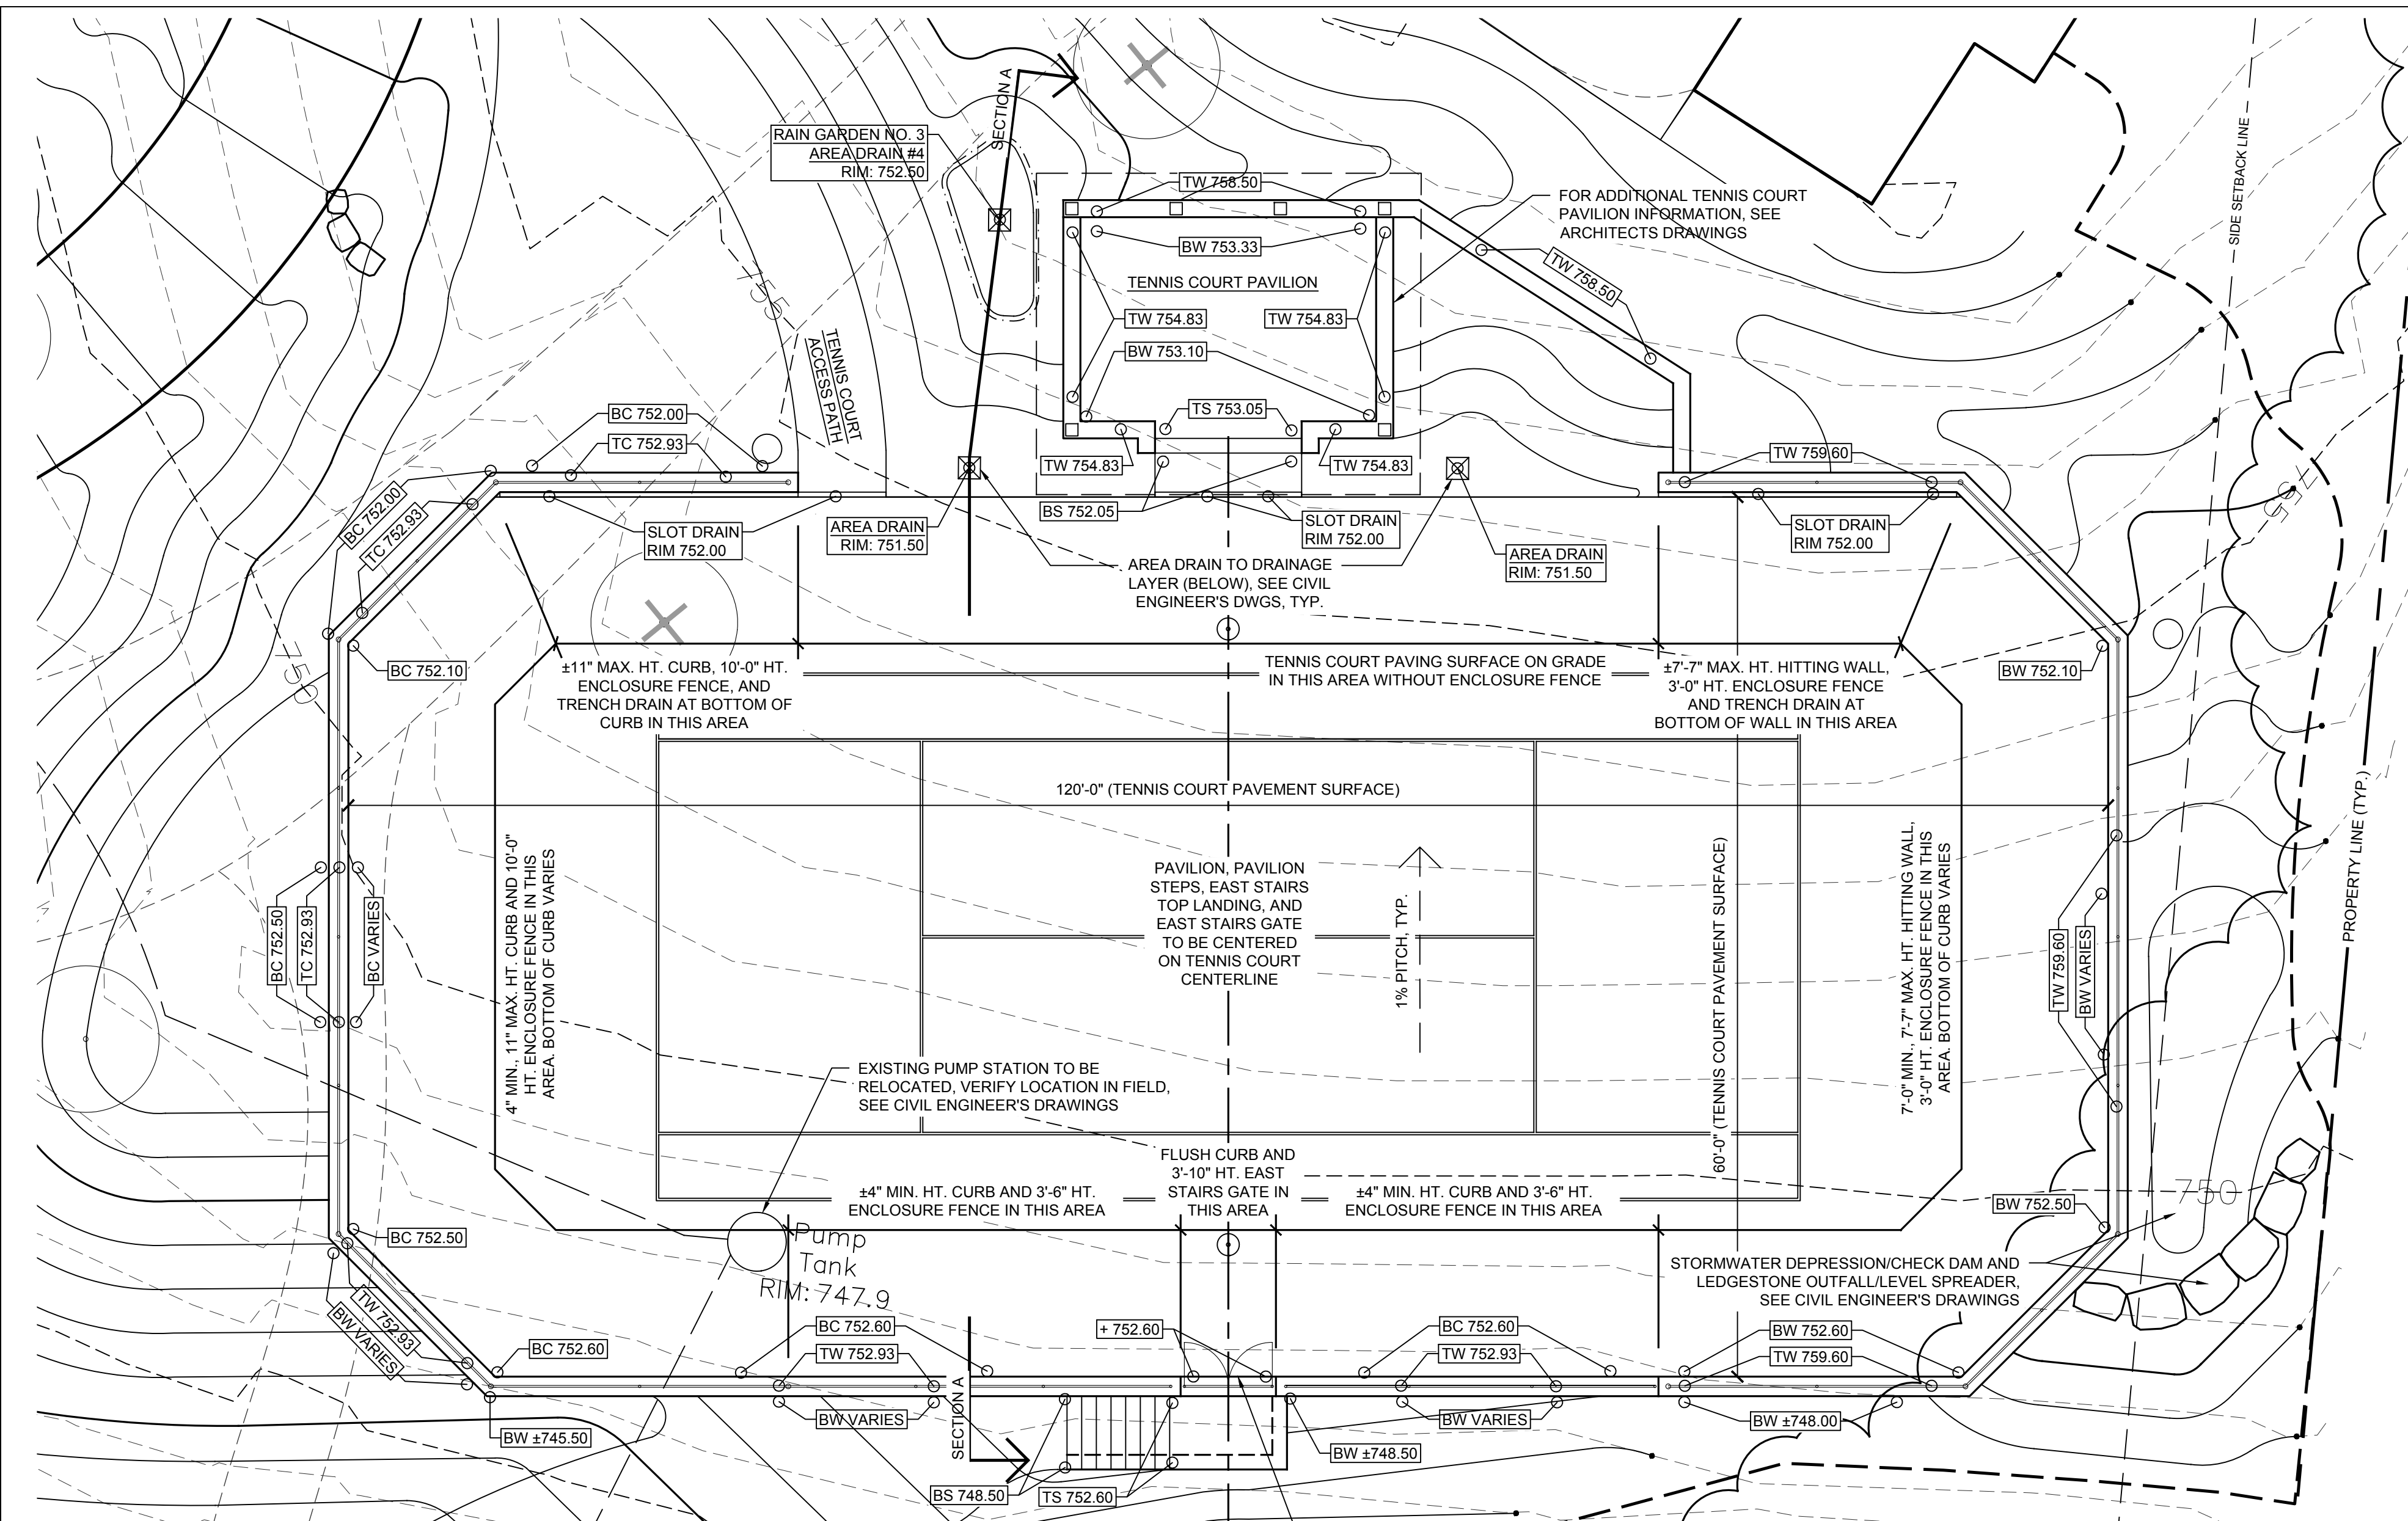 SECTION A
RAIN GARDEN NO. 3
AREA DRAIN #4
RIM: 752.50
TW 758.50
BW 753.33
TENNIS COURT PAVILION
TW 754.83
TW 754.83
BW 753.10
TS 753.05
TW 754.83
TW 754.83
BS 752.05
FOR ADDITIONAL TENNIS COURT
PAVILION INFORMATION, SEE
ARCHITECTS DRAWINGS
TW 758.50
SIDE SETBACK LINE
TENNIS COURT
ACCESS PATH
BC 752.00
TC 752.93
BC 752.00
TC 752.93
SLOT DRAIN
RIM 752.00
AREA DRAIN
RIM: 751.50
SLOT DRAIN
RIM 752.00
AREA DRAIN TO DRAINAGE
LAYER (BELOW), SEE CIVIL
ENGINEER'S DWGS, TYP.
AREA DRAIN
RIM: 751.50
TW 759.60
SLOT DRAIN
RIM 752.00
750
BC 752.10
±11" MAX. HT. CURB, 10'-0" HT.
ENCLOSURE FENCE, AND
TRENCH DRAIN AT BOTTOM OF
CURB IN THIS AREA
TENNIS COURT PAVING SURFACE ON GRADE
IN THIS AREA WITHOUT ENCLOSURE FENCE
±7'-7" MAX. HT. HITTING WALL,
3'-0" HT. ENCLOSURE FENCE
AND TRENCH DRAIN AT
BOTTOM OF WALL IN THIS AREA
BW 752.10
120'-0" (TENNIS COURT PAVEMENT SURFACE)
BC 752.50
TC 752.93
BC VARIES
4" MIN., 11" MAX. HT. CURB AND 10'-0"
HT. ENCLOSURE FENCE IN THIS
AREA. BOTTOM OF CURB VARIES
PAVILION, PAVILION
STEPS, EAST STAIRS
TOP LANDING, AND
EAST STAIRS GATE
TO BE CENTERED
ON TENNIS COURT
CENTERLINE
1% PITCH, TYP.
60'-0" (TENNIS COURT PAVEMENT SURFACE)
7'-0" MIN., 7'-7" MAX. HT. HITTING WALL,
3'-0" HT. ENCLOSURE FENCE IN THIS
AREA. BOTTOM OF CURB VARIES
TW 759.60
BW VARIES
PROPERTY LINE (TYP.)
EXISTING PUMP STATION TO BE
RELOCATED, VERIFY LOCATION IN FIELD,
SEE CIVIL ENGINEER'S DRAWINGS
±4" MIN. HT. CURB AND 3'-6" HT.
ENCLOSURE FENCE IN THIS AREA
FLUSH CURB AND
3'-10" HT. EAST
STAIRS GATE IN
THIS AREA
±4" MIN. HT. CURB AND 3'-6" HT.
ENCLOSURE FENCE IN THIS AREA
BW 752.50
750
BC 752.50
Pump
Tank
RIM: 747.9
STORMWATER DEPRESSION/CHECK DAM AND
LEDGESTONE OUTFALL/LEVEL SPREADER,
SEE CIVIL ENGINEER'S DRAWINGS
TW 752.93
BW VARIES
BC 752.60
BC 752.60
TW 752.93
+ 752.60
BC 752.60
TW 752.93
BW 752.60
TW 759.60
BW VARIES
BW VARIES
BW ±748.00
BW ±745.50
SECTION A
BW ±748.50
BS 748.50
TS 752.60